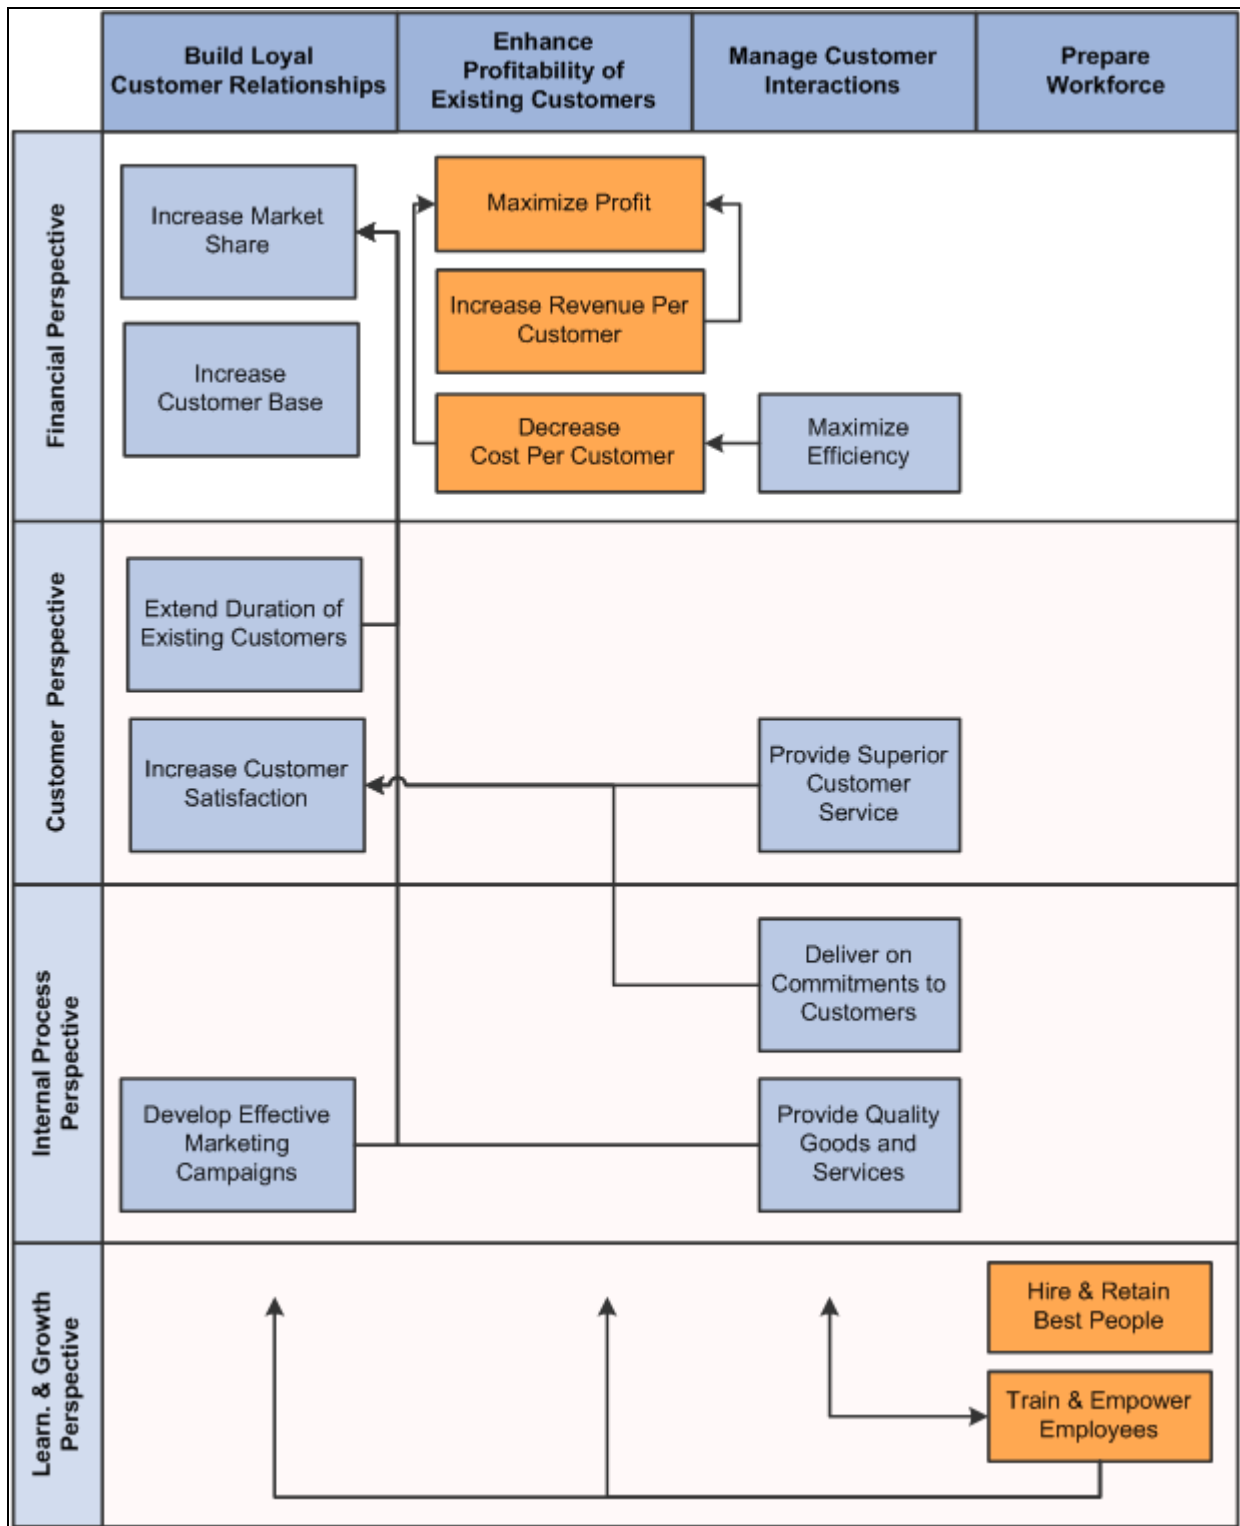 Build Loyal
Customer Relationships
Enhance
Profitability of
Existing Customers
Manage Customer
Interactions
Prepare
Workforce
Financial Perspective
Increase Market
Share
Maximize Profit
Increase Revenue Per
Customer
Increase
Customer Base
Decrease
Cost Per Customer
Maximize
Efficiency
Customer Perspective
Extend Duration of
Existing Customers
Increase Customer
Satisfaction
Provide Superior
Customer
Service
Internal Process
Perspective
Deliver on
Commitments to
Customers
Develop Effective
Marketing
Campaigns
Provide Quality
Goods and
Services
Learn. & Growth
Perspective
Hire & Retain
Best People
Train & Empower
Employees